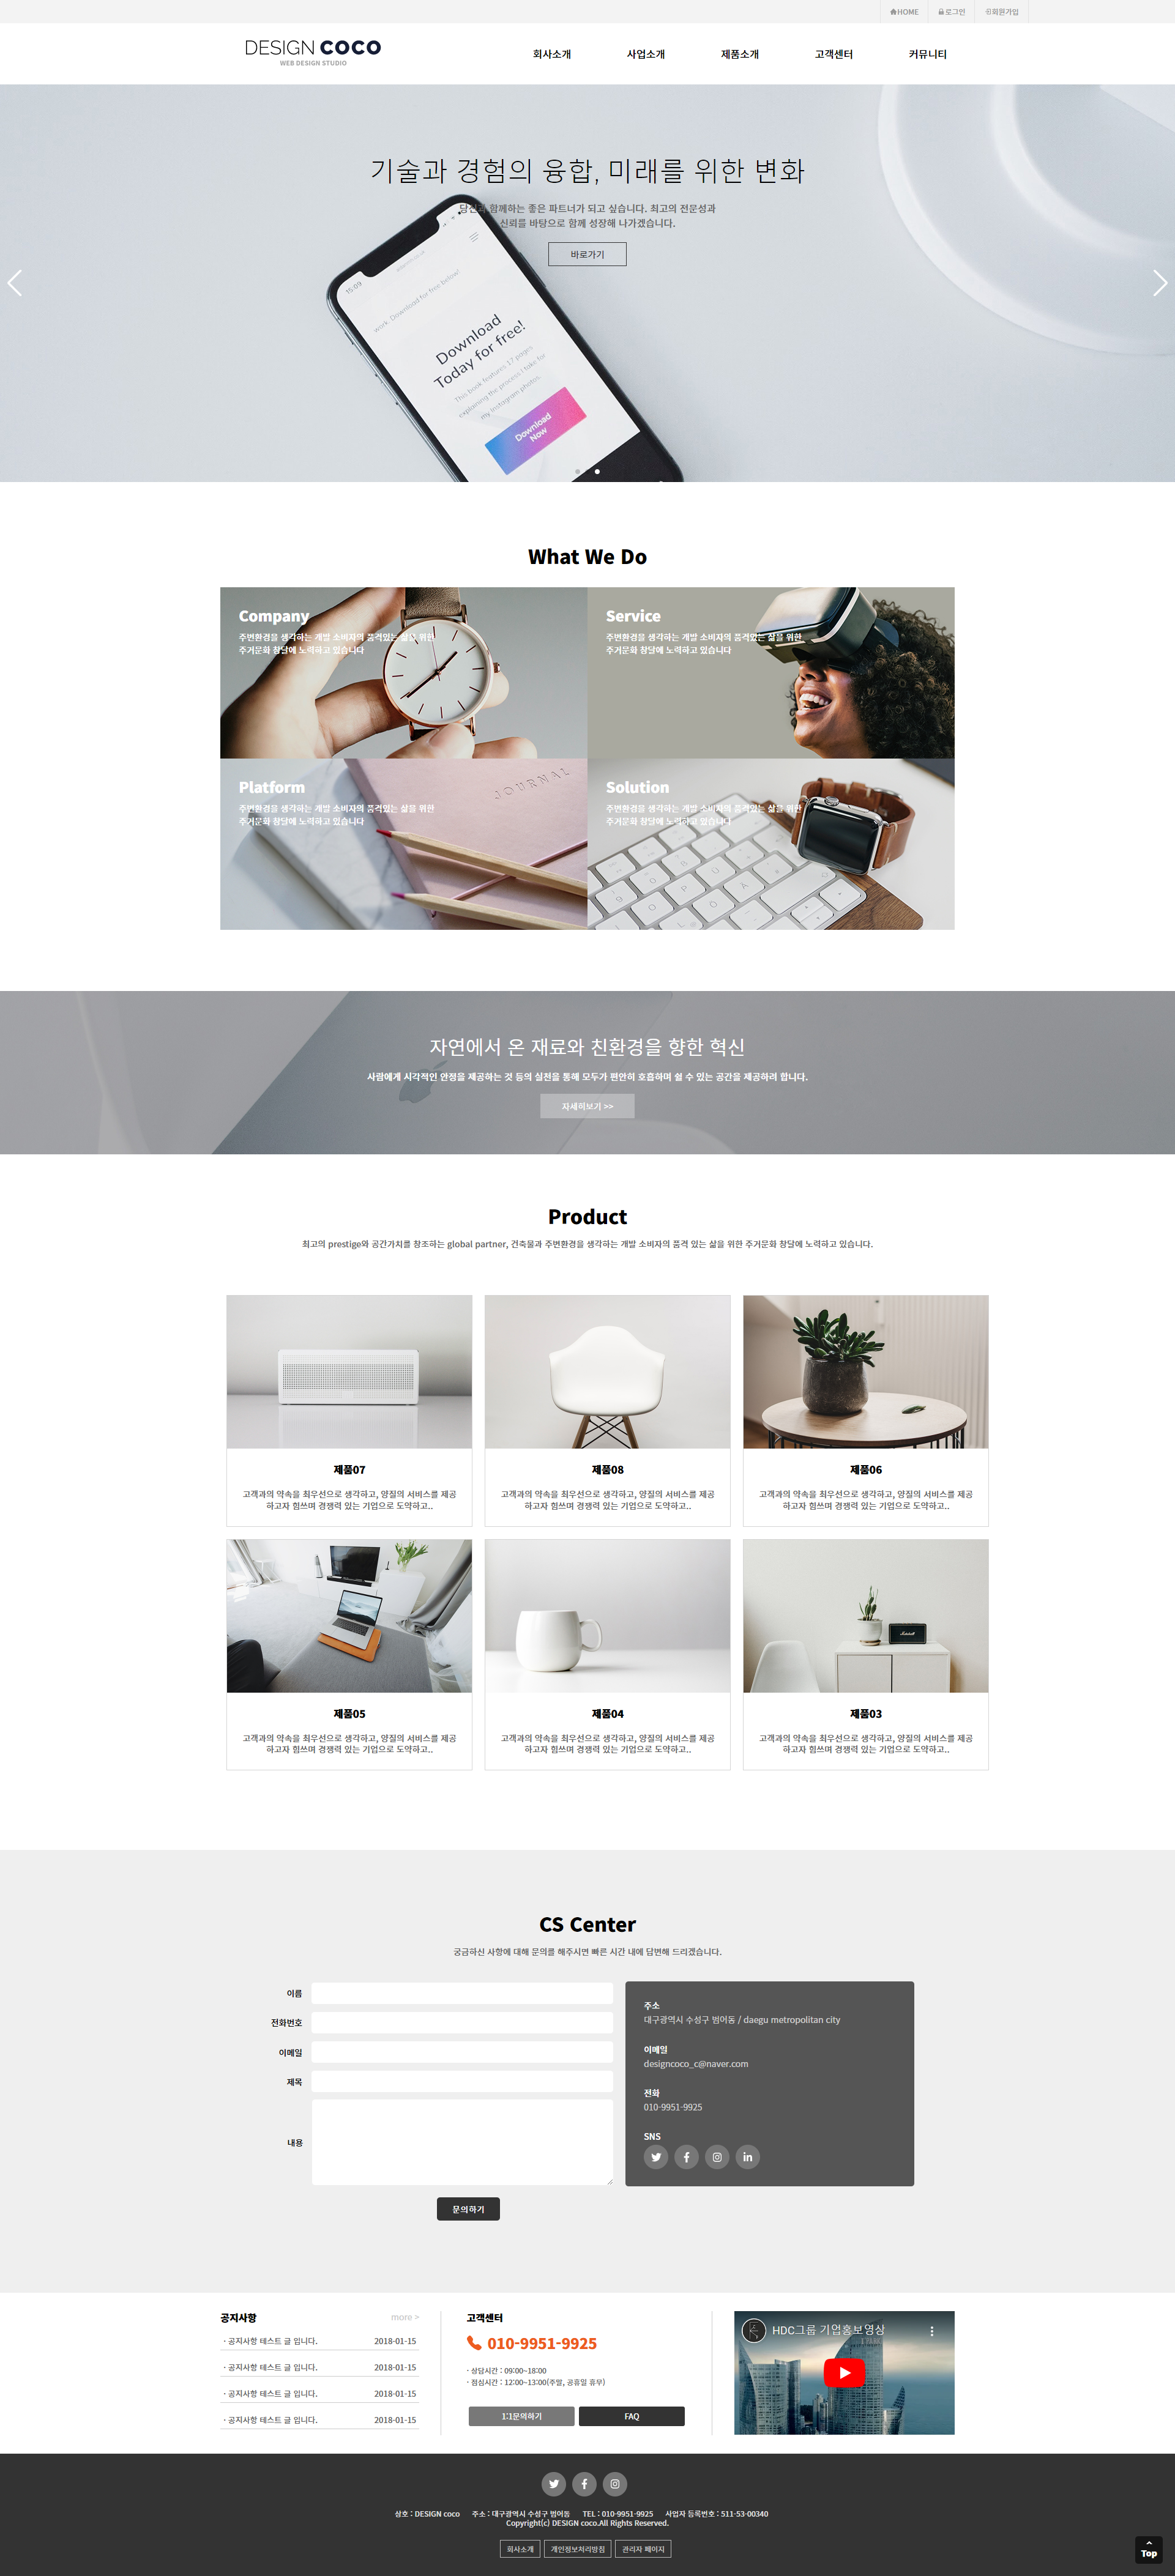 HOME 로그인 회원가입
DESIGN COCO
WEB DESIGN STUDIO
회사소개 사업소개 제품소개 고객센터 커뮤니티
기술과 경험의 융합, 미래를 위한 변화
당신과 함께하는 좋은 파트너가 되고 싶습니다. 최고의 전문성과
신뢰를 바탕으로 함께 성장해 나가겠습니다.
바로가기
15:09
work. Download for free below!
Download
Today for free!
This book features 17 pages
explaining the process I take for
my Instagram photos.
Download
Now
What We Do
Company
주변환경을 생각하는 개발 소비자의 품격있는 삶을 위한
주거문화 창달에 노력하고 있습니다
Service
주변환경을 생각하는 개발 소비자의 품격있는 삶을 위한
주거문화 창달에 노력하고 있습니다
Platform
주변환경을 생각하는 개발 소비자의 품격있는 삶을 위한
주거문화 창달에 노력하고 있습니다
JOURNAL
Solution
주변환경을 생각하는 개발 소비자의 품격있는 삶을 위한
주거문화 창달에 노력하고 있습니다
자연에서 온 재료와 친환경을 향한 혁신
사람에게 시각적인 안정을 제공하는 것 등의 실천을 통해 모두가 편안히 호흡하며 쉴 수 있는 공간을 제공하려 합니다.
자세히보기 >>
Product
최고의 prestige와 공간가치를 창조하는 global partner, 건축물과 주변환경을 생각하는 개발 소비자의 품격 있는 삶을 위한 주거문화 창달에 노력하고 있습니다.
제품07
고객과의 약속을 최우선으로 생각하고, 양질의 서비스를 제공
하고자 힘쓰며 경쟁력 있는 기업으로 도약하고..
제품08
고객과의 약속을 최우선으로 생각하고, 양질의 서비스를 제공
하고자 힘쓰며 경쟁력 있는 기업으로 도약하고..
제품06
고객과의 약속을 최우선으로 생각하고, 양질의 서비스를 제공
하고자 힘쓰며 경쟁력 있는 기업으로 도약하고..
제품05
고객과의 약속을 최우선으로 생각하고, 양질의 서비스를 제공
하고자 힘쓰며 경쟁력 있는 기업으로 도약하고..
제품04
고객과의 약속을 최우선으로 생각하고, 양질의 서비스를 제공
하고자 힘쓰며 경쟁력 있는 기업으로 도약하고..
Marshall
제품03
고객과의 약속을 최우선으로 생각하고, 양질의 서비스를 제공
하고자 힘쓰며 경쟁력 있는 기업으로 도약하고..
CS Center
궁금하신 사항에 대해 문의를 해주시면 빠른 시간 내에 답변해 드리겠습니다.
이름
전화번호
이메일
제목
내용
문의하기
주소
대구광역시 수성구 범어동 / daegu metropolitan city
이메일
designcoco_c@naver.com
전화
010-9951-9925
SNS
공지사항 more >
· 공지사항 테스트 글 입니다. 2018-01-15
· 공지사항 테스트 글 입니다. 2018-01-15
· 공지사항 테스트 글 입니다. 2018-01-15
· 공지사항 테스트 글 입니다. 2018-01-15
고객센터
010-9951-9925
· 상담시간 : 09:00~18:00
· 점심시간 : 12:00~13:00(주말, 공휴일 휴무)
1:1문의하기 FAQ
HDC그룹 기업홍보영상
상호 : DESIGN coco 주소 : 대구광역시 수성구 범어동 TEL : 010-9951-9925 사업자 등록번호 : 511-53-00340
Copyright(c) DESIGN coco.All Rights Reserved.
회사소개 개인정보처리방침 관리자 페이지
Top